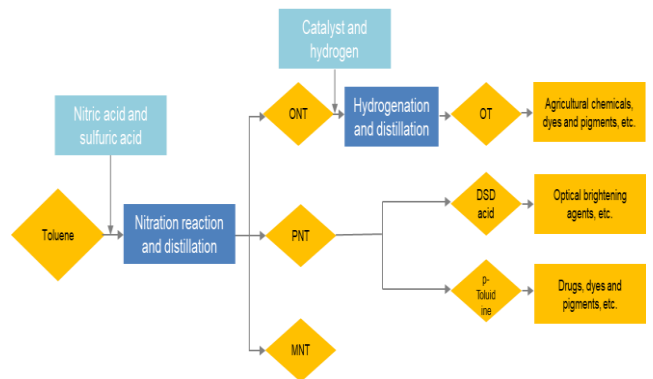 Catalyst and
hydrogen
Nitric acid and
sulfuric acid
ONT
Hydrogenation
and distillation
OT
Agricultural chemicals,
dyes and pigments, etc.
Toluene
Nitration reaction
and distillation
PNT
DSD
acid
Optical brightening
agents, etc.
p-
Toluid
ine
Drugs, dyes and
pigments, etc.
MNT